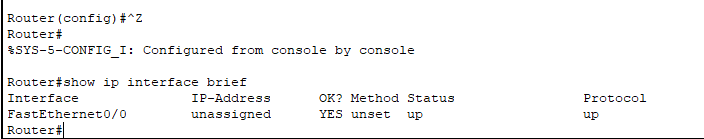 Router(config)#^Z
Router#
%SYS-5-CONFIG_I: Configured from console by console
Router#show ip interface brief
Interface IP-Address OK? Method Status Protocol
FastEthernet0/0 unassigned YES unset up up
Router#